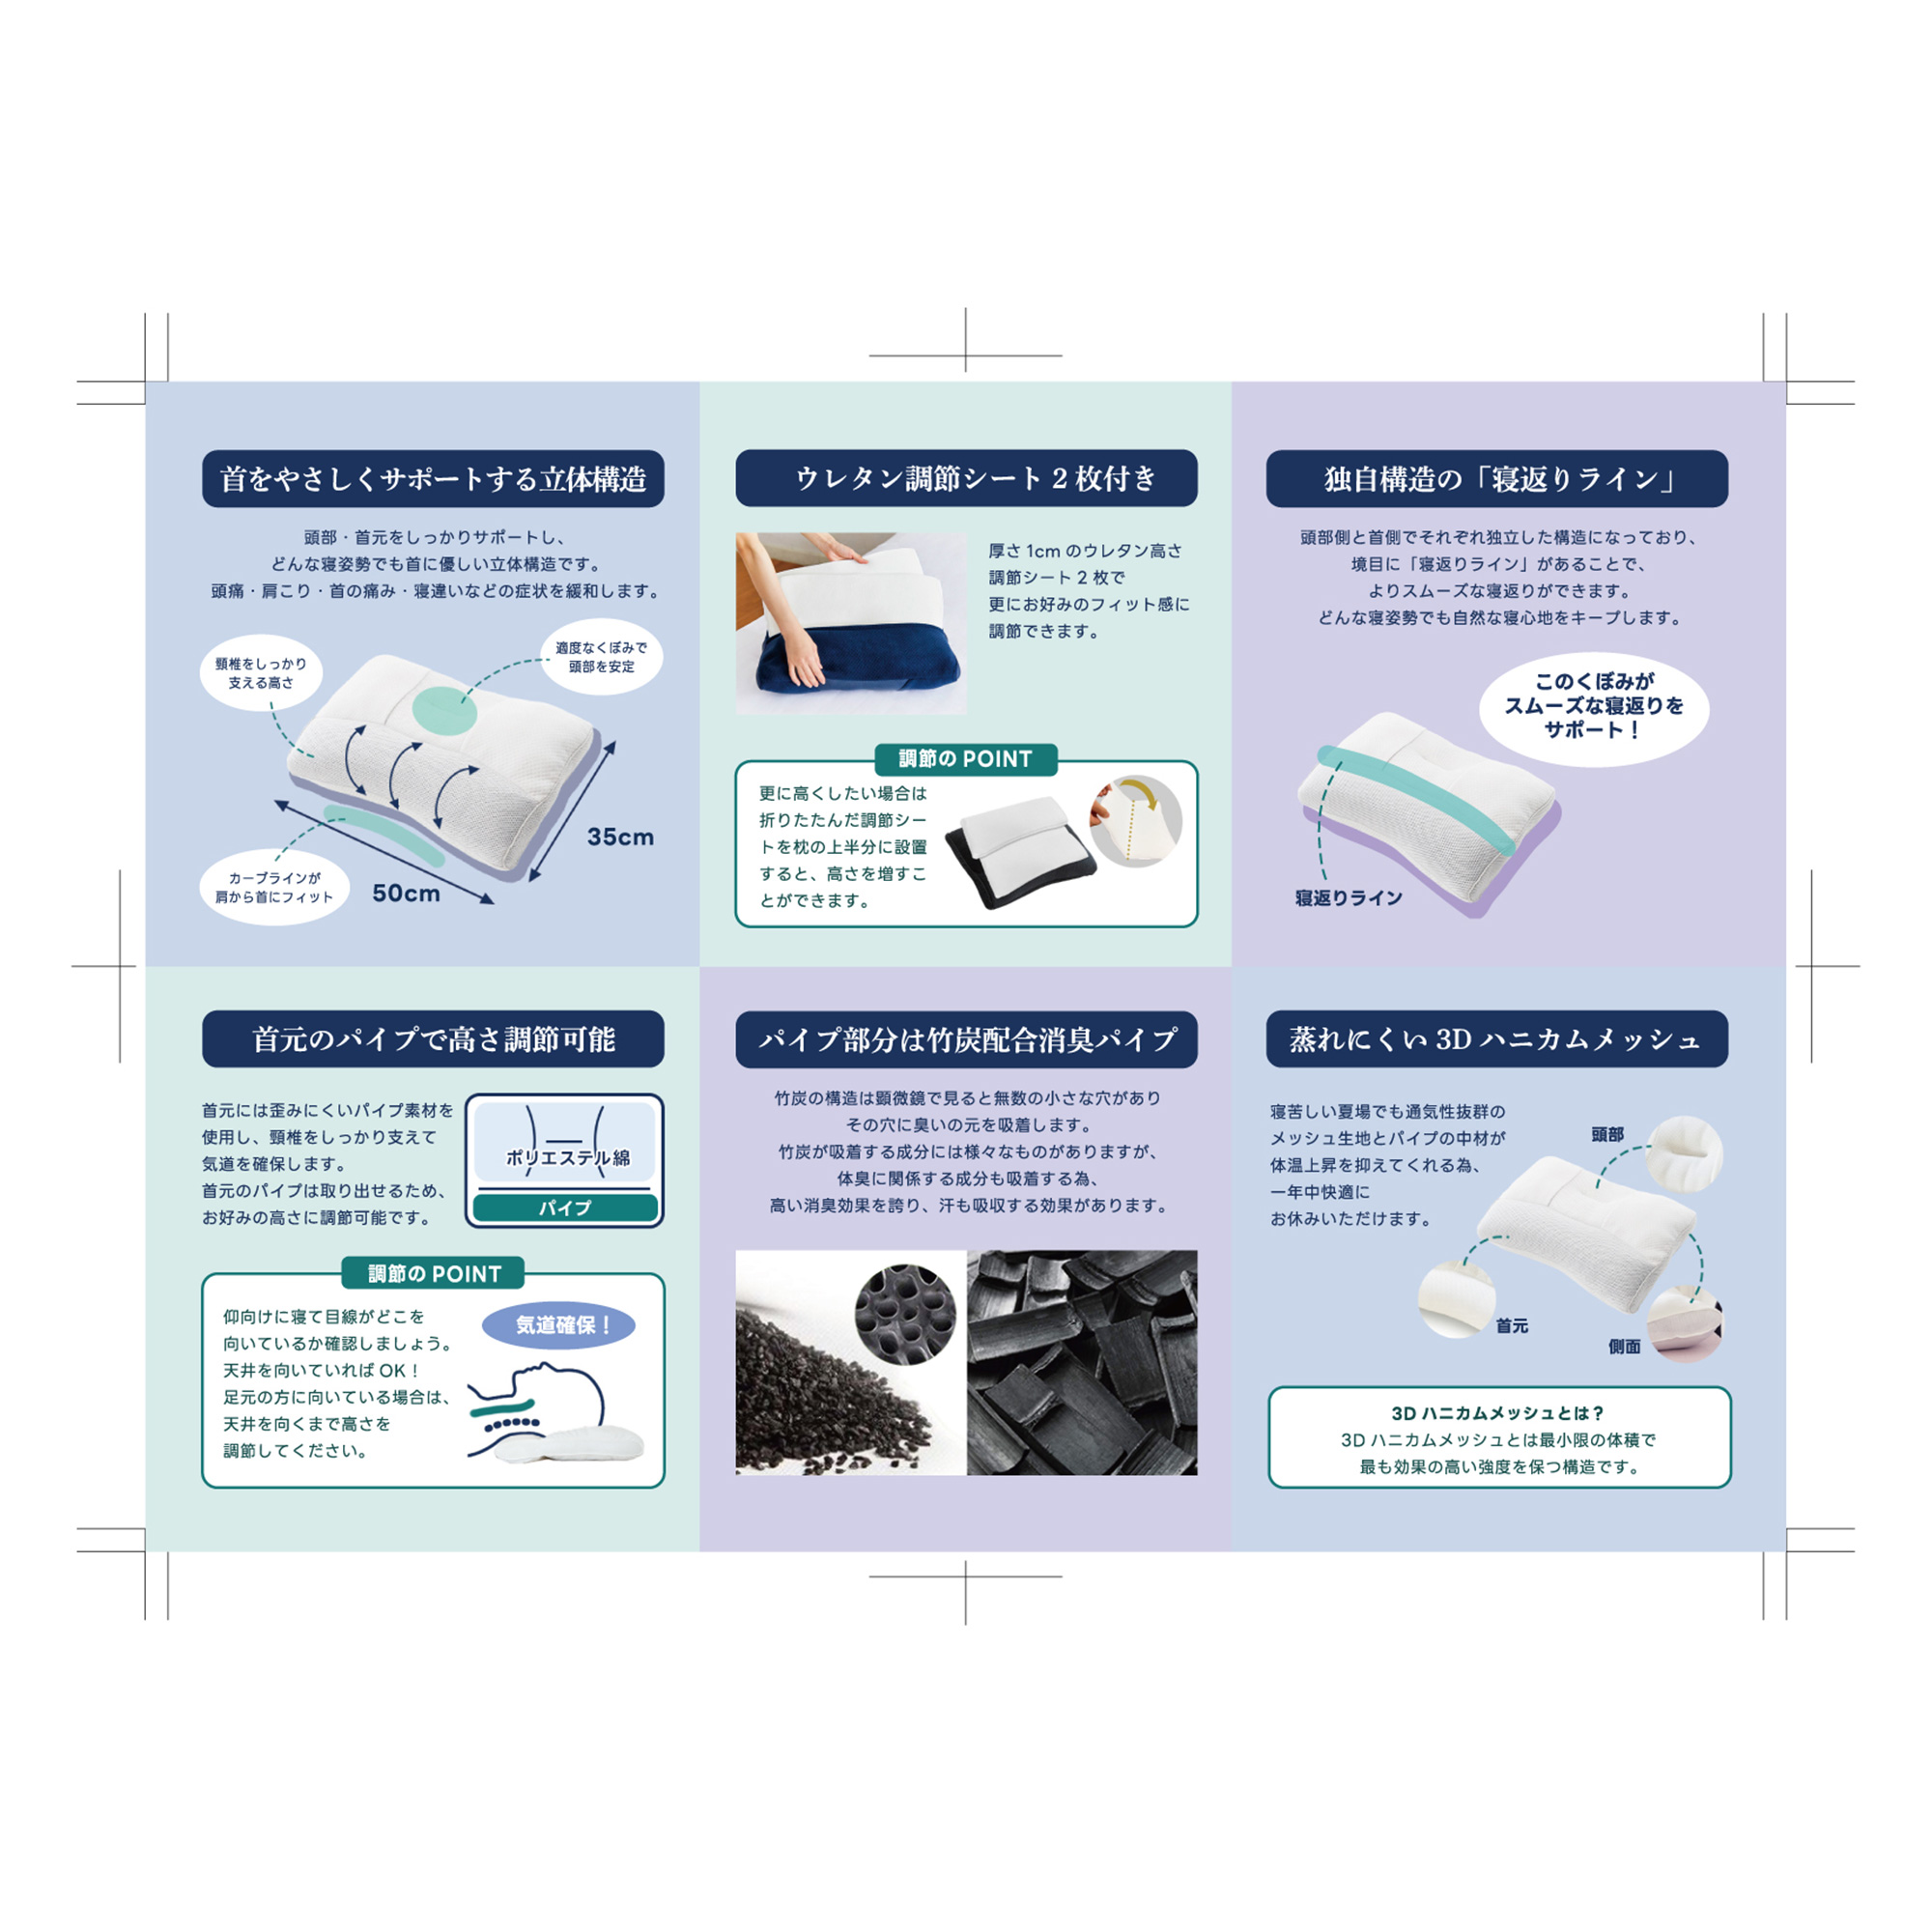 首をやさしくサポートする立体構造
頭部・首元をしっかりサポートし、
どんな寝姿勢でも首に優しい立体構造です。
頭痛・肩こり・首の痛み・寝違いなどの症状を緩和します。
頸椎をしっかり
支える高さ
適度なくぼみで
頭部を安定
35cm
50cm
カーブラインが
肩から首にフィット
ウレタン調節シート 2 枚付き
厚さ 1cm のウレタン高さ
調節シート 2 枚で
更にお好みのフィット感に
調節できます。
調節の POINT
更に高くしたい場合は
折りたたんだ調節シー
トを枕の上半分に設置
すると、高さを増すこ
とができます。
独自構造の「寝返りライン」
頭部側と首側でそれぞれ独立した構造になっており、
境目に「寝返りライン」があることで、
よりスムーズな寝返りができます。
どんな寝姿勢でも自然な寝心地をキープします。
このくぼみが
スムーズな寝返りを
サポート！
寝返りライン
首元のパイプで高さ調節可能
首元には歪みにくいパイプ素材を
使用し、頸椎をしっかり支えて
気道を確保します。
首元のパイプは取り出せるため、
お好みの高さに調節可能です。
ポリエステル綿
パイプ
調節の POINT
仰向けに寝て目線がどこを
向いているか確認しましょう。
天井を向いていれば OK！
足元の方に向いている場合は、
天井を向くまで高さを
調節してください。
気道確保！
パイプ部分は竹炭配合消臭パイプ
竹炭の構造は顕微鏡で見ると無数の小さな穴があり
その穴に臭いの元を吸着します。
竹炭が吸着する成分には様々なものがありますが、
体臭に関係する成分も吸着する為、
高い消臭効果を誇り、汗も吸収する効果があります。
蒸れにくい 3D ハニカムメッシュ
寝苦しい夏場でも通気性抜群の
メッシュ生地とパイプの中材が
体温上昇を抑えてくれる為、
一年中快適に
お休みいただけます。
頭部
首元
側面
3D ハニカムメッシュとは？
3D ハニカムメッシュとは最小限の体積で
最も効果の高い強度を保つ構造です。